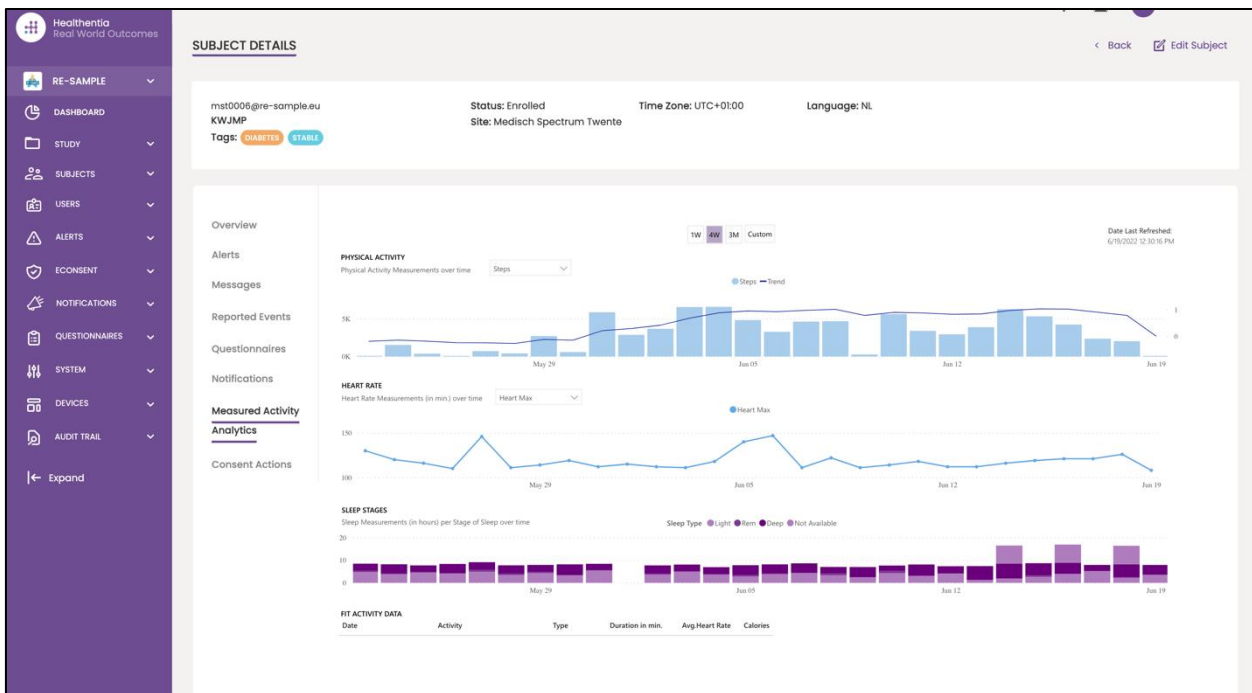 Healthentia
Real World Outcomes
RE-SAMPLE
DASHBOARD
STUDY
SUBJECTS
USERS
ALERTS
ECONSENT
NOTIFICATIONS
QUESTIONNAIRES
SYSTEM
DEVICES
AUDIT TRAIL
Expand
SUBJECT DETAILS
< Back Edit Subject
mst0006@re-sample.eu Status: Enrolled Time Zone: UTC+01:00 Language: NL
KWJMP Site: Medisch Spectrum Twente
Tags: DIABETES STABLE
Overview
Alerts
Messages
Reported Events
Questionnaires
Notifications
Measured Activity
Analytics
Consent Actions
1W 4W 3M Custom
Date Last Refreshed:
6/19/2022 12:30:16 PM
PHYSICAL ACTIVITY
Physical Activity Measurements over time Steps
Steps Trend
5K 1
0K 0
May 29 Jun 05 Jun 12 Jun 19
HEART RATE
Heart Rate Measurements (in min.) over time Heart Max
Heart Max
150
100
May 29 Jun 05 Jun 12 Jun 19
SLEEP STAGES
Sleep Measurements (in hours) per Stage of Sleep over time
Sleep Type Light Rem Deep Not Available
20
10
0
May 29 Jun 05 Jun 12 Jun 19
FIT ACTIVITY DATA
Date Activity Type Duration in min. Avg.Heart Rate Calories